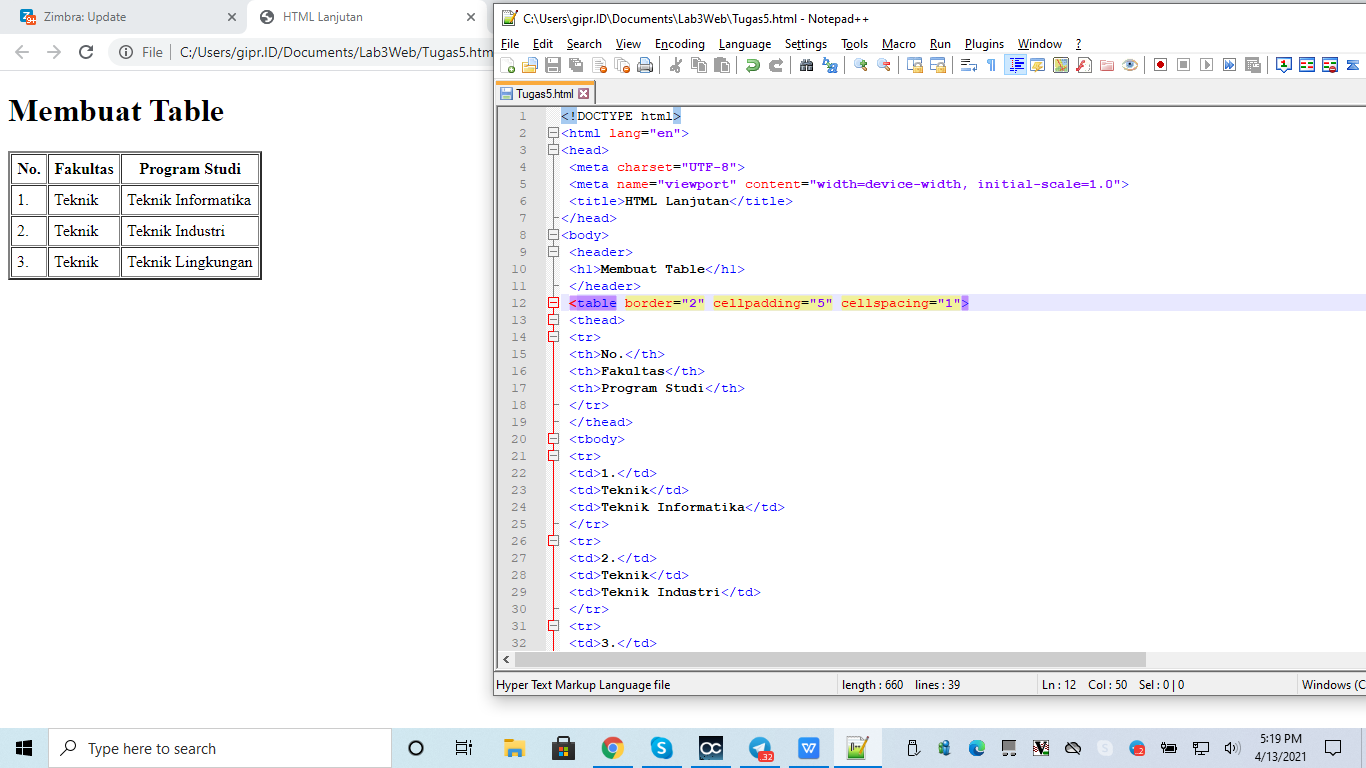 Zimbra: Update
HTML Lanjutan
File | C:/Users/gipr.ID/Documents/Lab3Web/Tugas5.htm
Membuat Table
No. Fakultas Program Studi
1. Teknik Teknik Informatika
2. Teknik Teknik Industri
3. Teknik Teknik Lingkungan
C:\Users\gipr.ID\Documents\Lab3Web\Tugas5.html - Notepad++
File Edit Search View Encoding Language Settings Tools Macro Run Plugins Window ?
Tugas5.html
1 <!DOCTYPE html>
2 <html lang="en">
3 <head>
4 <meta charset="UTF-8">
5 <meta name="viewport" content="width=device-width, initial-scale=1.0">
6 <title>HTML Lanjutan</title>
7 </head>
8 <body>
9 <header>
10 <h1>Membuat Table</h1>
11 </header>
12 <table border="2" cellpadding="5" cellspacing="1">
13 <thead>
14 <tr>
15 <th>No.</th>
16 <th>Fakultas</th>
17 <th>Program Studi</th>
18 </tr>
19 </thead>
20 <tbody>
21 <tr>
22 <td>1.</td>
23 <td>Teknik</td>
24 <td>Teknik Informatika</td>
25 </tr>
26 <tr>
27 <td>2.</td>
28 <td>Teknik</td>
29 <td>Teknik Industri</td>
30 </tr>
31 <tr>
32 <td>3.</td>
Hyper Text Markup Language file length : 660 lines : 39 Ln : 12 Col : 50 Sel : 0 | 0 Windows (C
Type here to search
5:19 PM
4/13/2021